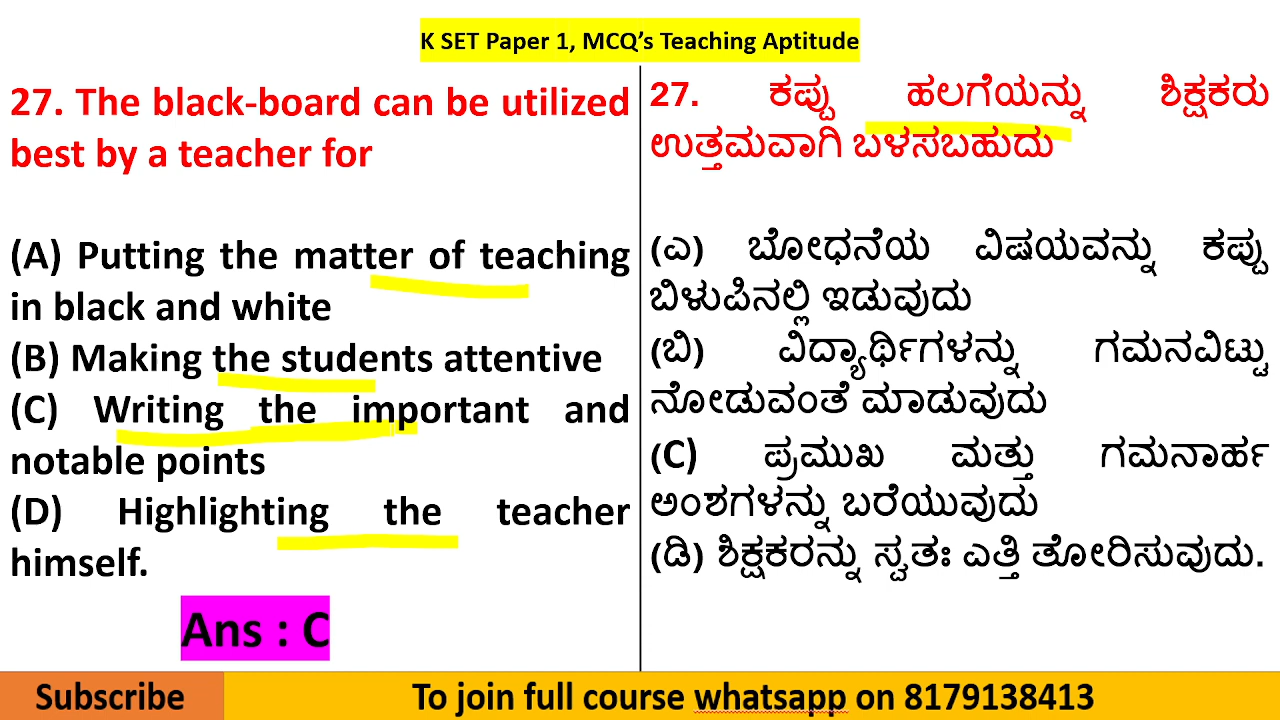 K SET Paper 1, MCQ’s Teaching Aptitude
27. The black-board can be utilized
best by a teacher for
(A) Putting the matter of teaching
in black and white
(B) Making the students attentive
(C) Writing the important and
notable points
(D) Highlighting the teacher
himself.
Ans : C
27. ಕಪ್ಪು ಹಲಗೆಯನ್ನು ಶಿಕ್ಷಕರು
ಉತ್ತಮವಾಗಿ ಬಳಸಬಹುದು
(ಎ) ಬೋಧನೆಯ ವಿಷಯವನ್ನು ಕಪ್ಪು
ಬಿಳುಪಿನಲ್ಲಿ ಇಡುವುದು
(ಬಿ) ವಿದ್ಯಾರ್ಥಿಗಳನ್ನು ಗಮನವಿಟ್ಟು
ನೋಡುವಂತೆ ಮಾಡುವುದು
(C) ಪ್ರಮುಖ ಮತ್ತು ಗಮನಾರ್ಹ
ಅಂಶಗಳನ್ನು ಬರೆಯುವುದು
(ಡಿ) ಶಿಕ್ಷಕರನ್ನು ಸ್ವತಃ ಎತ್ತಿ ತೋರಿಸುವುದು.
Subscribe
To join full course whatsapp on 8179138413